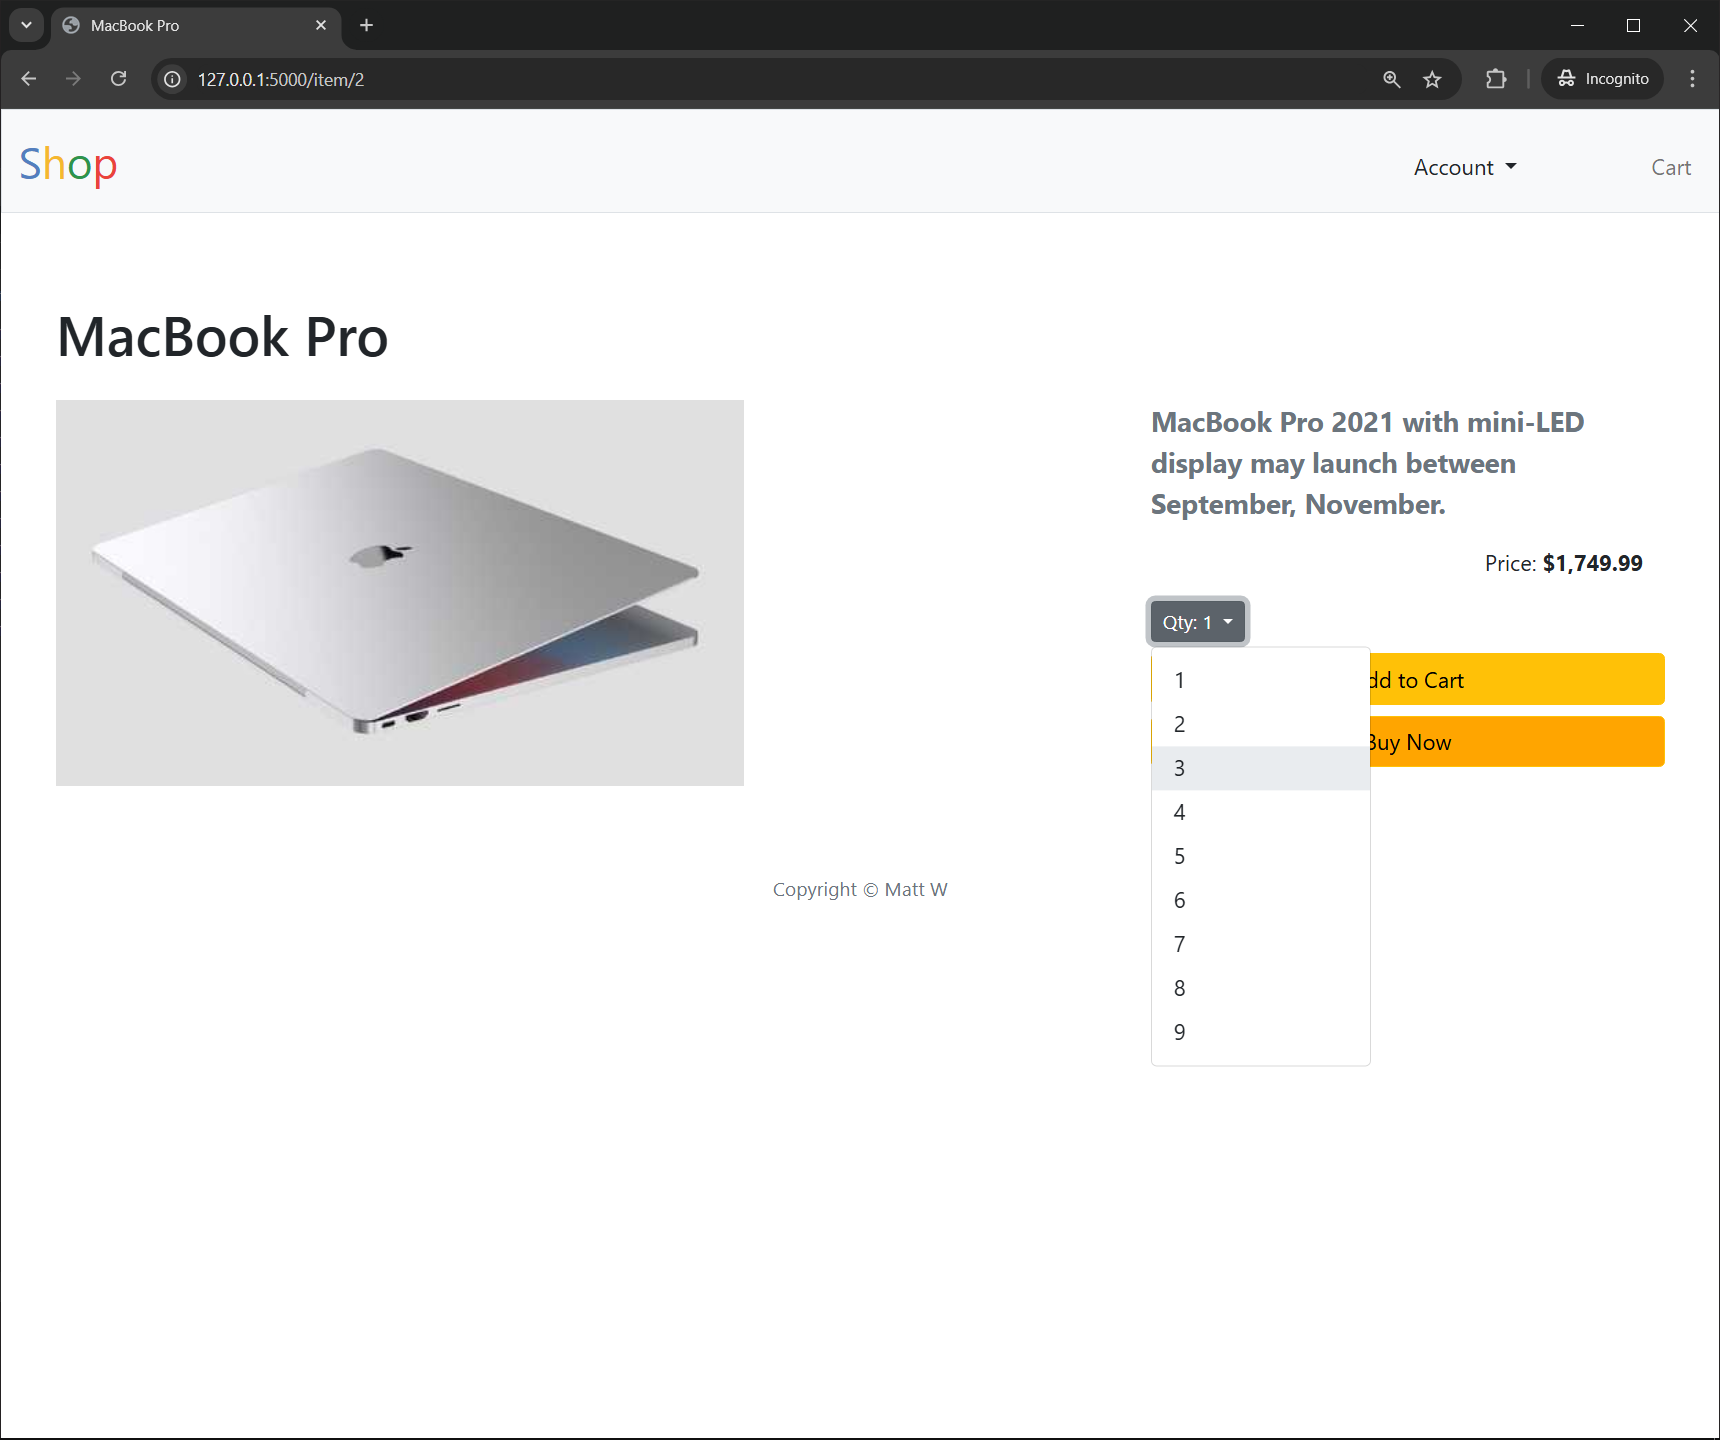 MacBook Pro
127.0.0.1:5000/item/2
Incognito
Shop
Account
Cart
MacBook Pro
MacBook Pro 2021 with mini-LED
display may launch between
September, November.
Price: $1,749.99
Qty: 1
1
dd to Cart
2
Buy Now
3
4
5
6
7
8
9
Copyright © Matt W